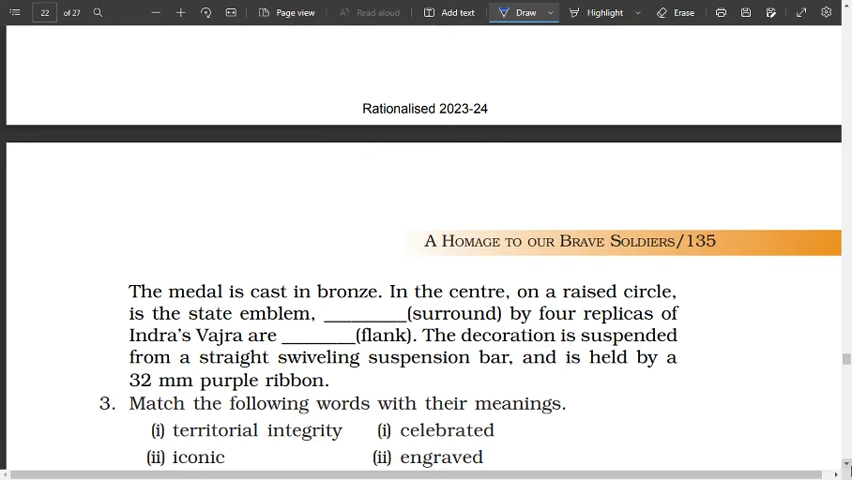 22 of 27 Page view Read aloud Add text Draw Highlight Erase
Rationalised 2023-24
A HOMAGE TO OUR BRAVE SOLDIERS/135
The medal is cast in bronze. In the centre, on a raised circle,
is the state emblem, _________(surround) by four replicas of
Indra's Vajra are ________(flank). The decoration is suspended
from a straight swiveling suspension bar, and is held by a
32 mm purple ribbon.
3. Match the following words with their meanings.
(i) territorial integrity (i) celebrated
(ii) iconic (ii) engraved